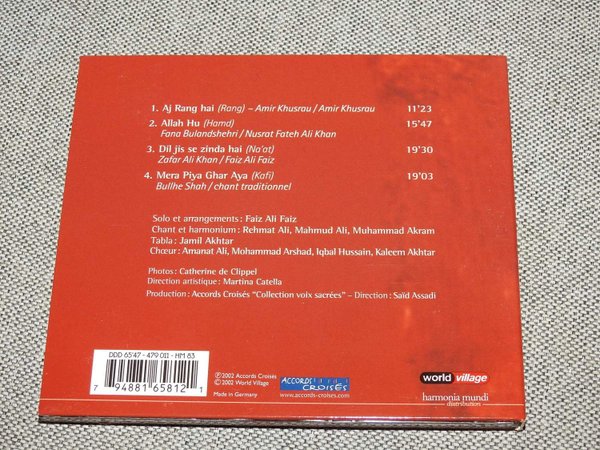 1. Aj Rang hai (Rang) – Amir Khusrau / Amir Khusrau 11'23
2. Allah Hu (Hamd) 15'47
Fana Bulandshehri / Nusrat Fateh Ali Khan
3. Dil jis se zinda hai (Na'at) 19'30
Zafar Ali Khan / Faiz Ali Faiz
4. Mera Piya Ghar Aya (Kafi) 19'03
Bullhe Shah / chant traditionnel
Solo et arrangements : Faiz Ali Faiz
Chant et harmonium : Rehmat Ali, Mahmud Ali, Muhammad Akram
Tabla : Jamil Akhtar
Chœur : Amanat Ali, Mohammad Arshad, Iqbal Hussain, Kaleem Akhtar
Photos : Catherine de Clippel
Direction artistique : Martina Catella
Production : Accords Croisés "Collection voix sacrées" – Direction : Saïd Assadi
DDD 65'47 - 479 011 - HM 83
7 94881 65812 1
℗ 2002 Accords Croisés
© 2002 World Village
Made in Germany
ACCORDS
CROISÉS
www.accords-croises.com
world village
harmonia mundi
distribution